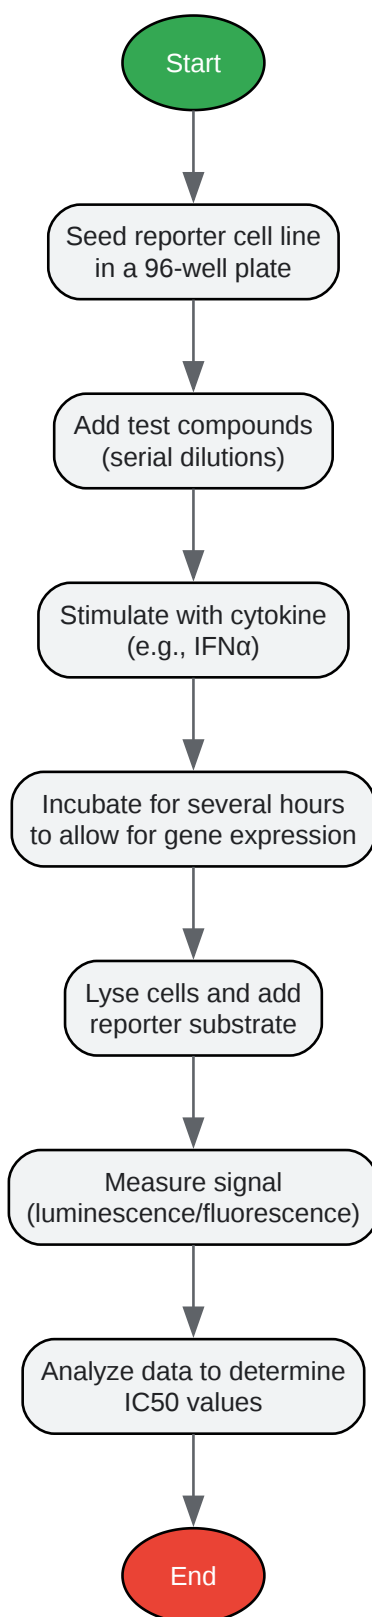 Start
Seed reporter cell line
in a 96-well plate
Add test compounds
(serial dilutions)
Stimulate with cytokine
(e.g., IFNα)
Incubate for several hours
to allow for gene expression
Lyse cells and add
reporter substrate
Measure signal
(luminescence/fluorescence)
Analyze data to determine
IC50 values
End